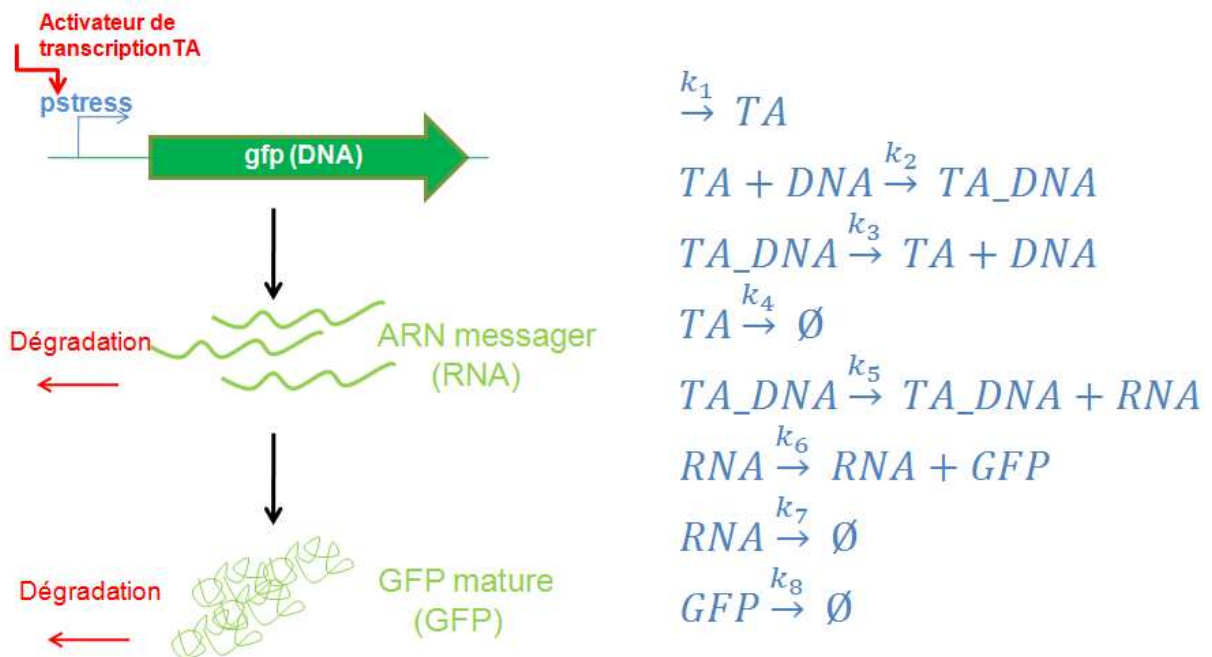 Activateur de
transcriptionTA
pstress
gfp (DNA)
Dégradation
ARN messager
(RNA)
Dégradation
GFP mature
(GFP)
k₁
→ TA
k₂
TA + DNA → TA_DNA
k₃
TA_DNA → TA + DNA
k₄
TA → Ø
k₅
TA_DNA → TA_DNA + RNA
k₆
RNA → RNA + GFP
k₇
RNA → Ø
k₈
GFP → Ø